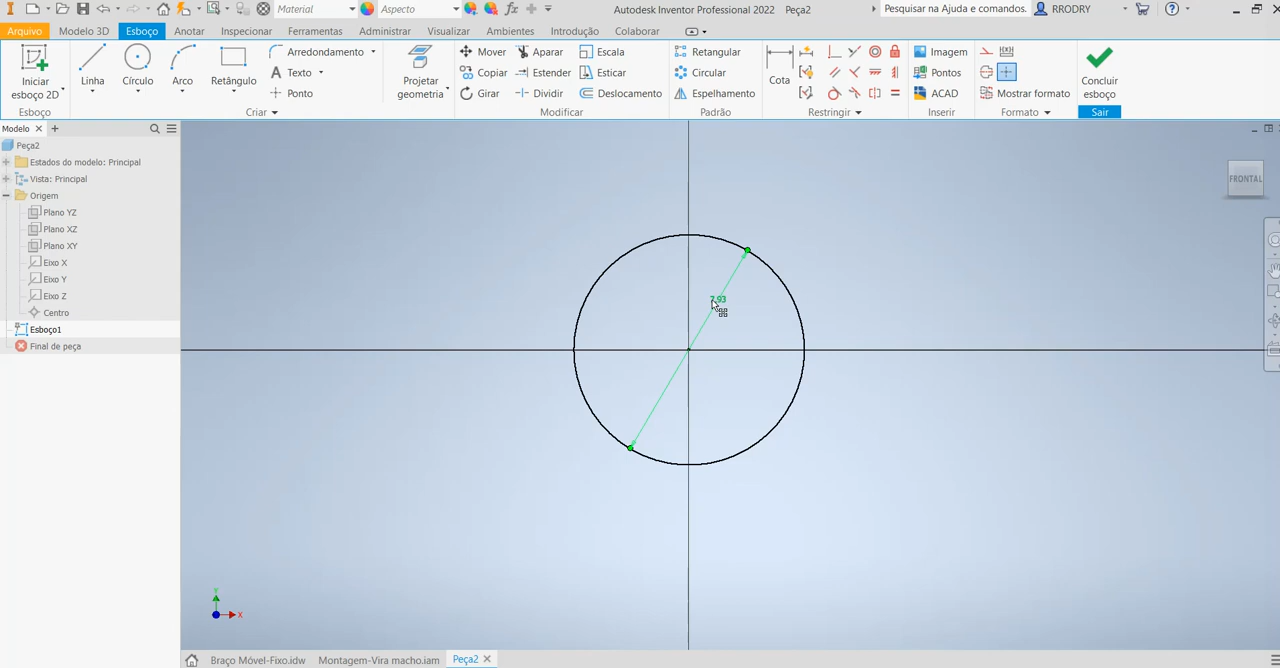 Material
Aspecto
Autodesk Inventor Professional 2022 Peça2
Pesquisar na Ajuda e comandos.
RRODRY
Arquivo
Modelo 3D
Esboço
Anotar
Inspecionar
Ferramentas
Administrar
Visualizar
Ambientes
Introdução
Colaborar
Iniciar
esboço 2D
Linha
Círculo
Arco
Retângulo
Arredondamento
Texto
Ponto
Projetar
geometria
Mover
Copiar
Girar
Aparar
Estender
Dividir
Escala
Esticar
Deslocamento
Retangular
Circular
Espelhamento
Cota
Imagem
Pontos
ACAD
Mostrar formato
Concluir
esboço
Esboço
Criar
Modificar
Padrão
Restringir
Inserir
Formato
Sair
Modelo
Peça2
Estados do modelo: Principal
Vista: Principal
Origem
Plano YZ
Plano XZ
Plano XY
Eixo X
Eixo Y
Eixo Z
Centro
Esboço1
Final de peça
FRONTAL
7,93
Y
X
Braço Móvel-Fixo.idw
Montagem-Vira macho.iam
Peça2